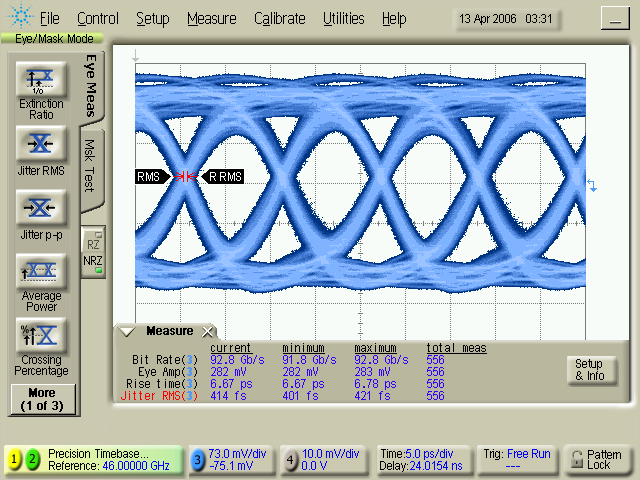 File Control Setup Measure Calibrate Utilities Help 13 Apr 2006 03:31
Eye/Mask Mode
Eye Meas
Msk Test
1/0
Extinction
Ratio
Jitter RMS
Jitter p-p
RZ
NRZ
Average
Power
%
Crossing
Percentage
More
(1 of 3)
RMS R RMS
Measure
current minimum maximum total meas
Bit Rate(3) 92.8 Gb/s 91.8 Gb/s 92.8 Gb/s 556
Eye Amp(3) 282 mV 282 mV 283 mV 556
Rise time(3) 6.67 ps 6.67 ps 6.78 ps 556
Jitter RMS(3) 414 fs 401 fs 421 fs 556
Setup
& Info
1 2 Precision Timebase...
Reference: 46.00000 GHz
3 73.0 mV/div
-75.1 mV
4 10.0 mV/div
0.0 V
Time:5.0 ps/div
Delay:24.0154 ns
Trig: Free Run
---
Pattern
Lock